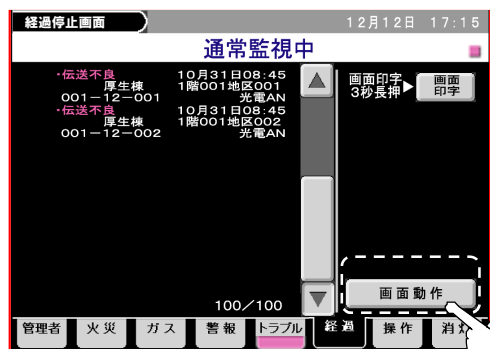 経過停止画面
12月12日 17:15
通常監視中
・伝送不良 10月31日08:45
厚生棟 1階001地区001
001－12－001 光電AN
・伝送不良 10月31日08:45
厚生棟 1階001地区002
001－12－002 光電AN
100／100
画面印字▶
3秒長押
画面
印字
画面動作
管理者 火災 ガス 警報 トラブル 経過 操作